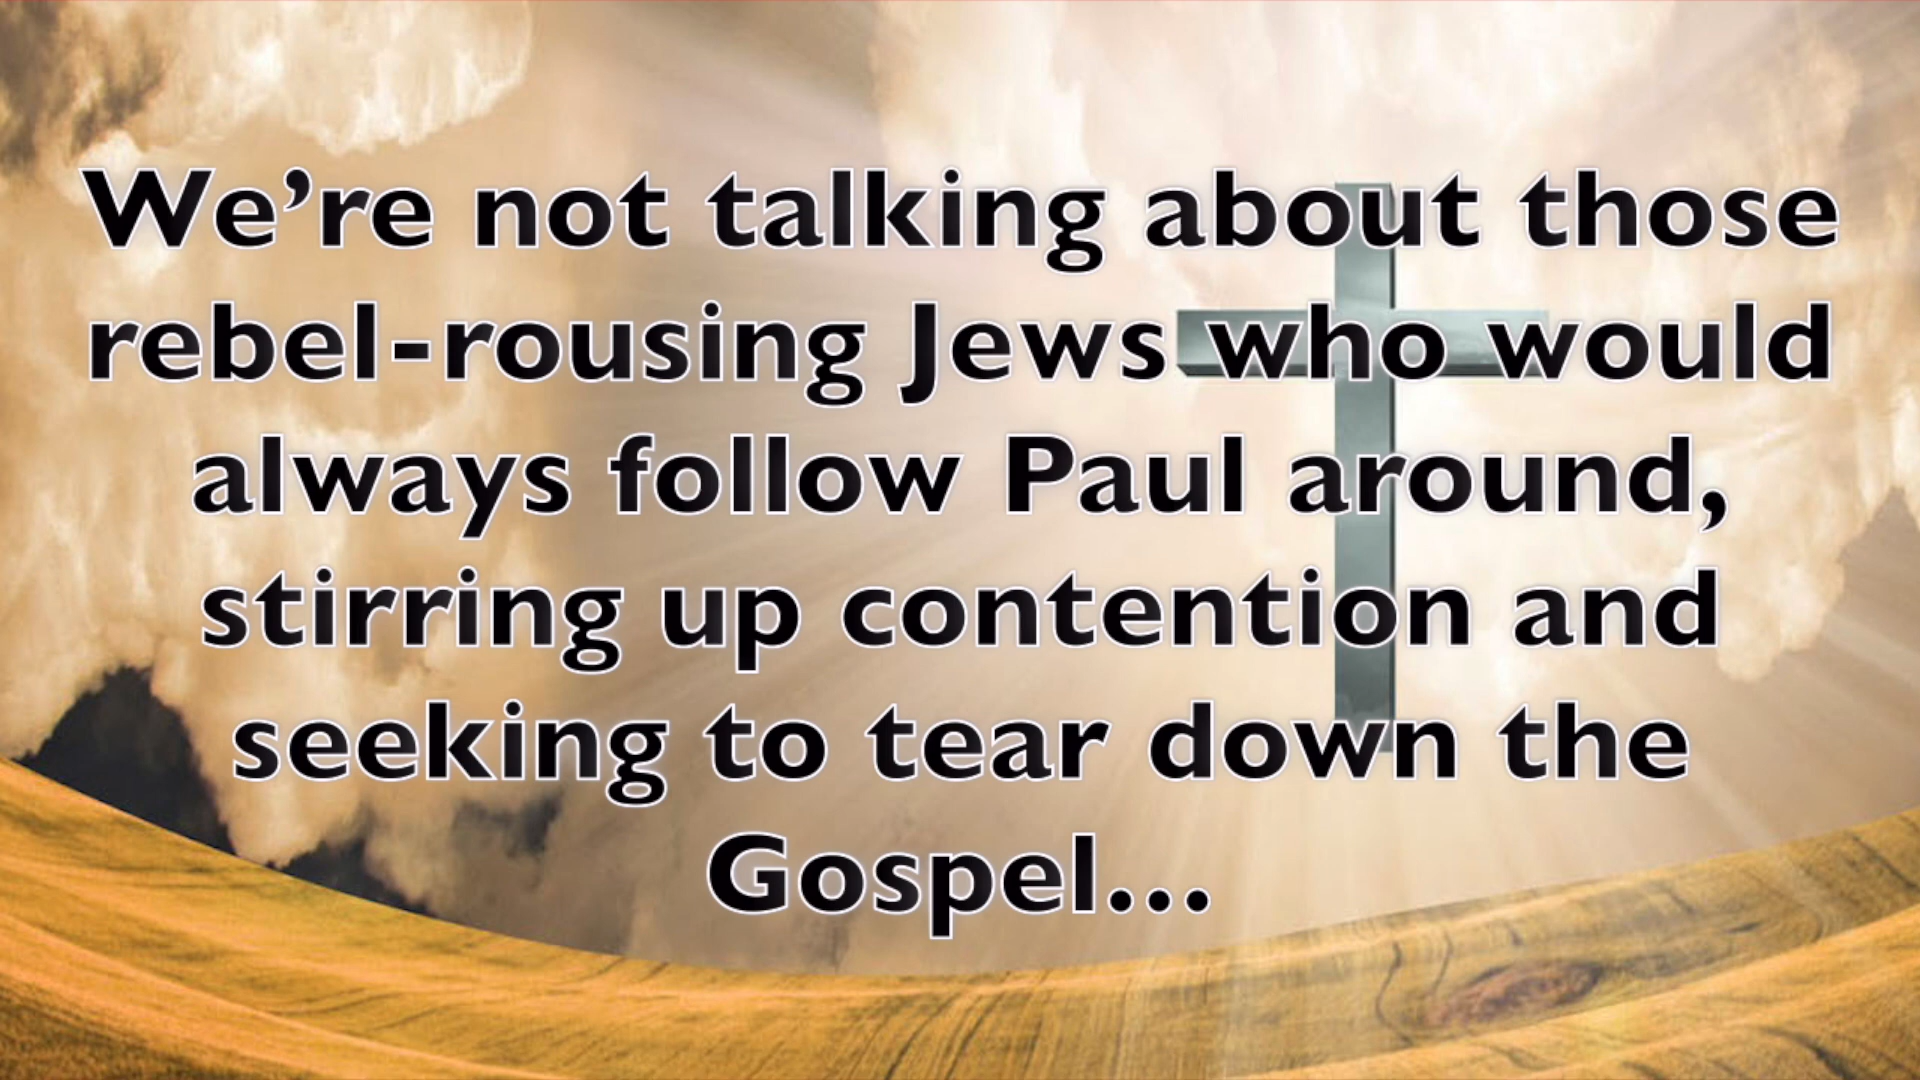 We’re not talking about those
rebel-rousing Jews who would
always follow Paul around,
stirring up contention and
seeking to tear down the
Gospel...